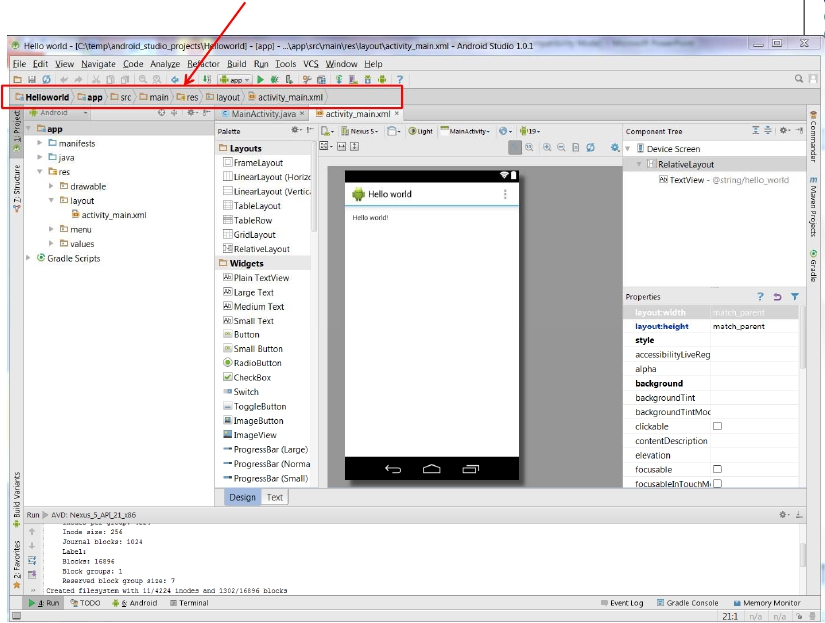 Hello world - [C:\temp\android_studio_projects\Helloworld] - [app] - ...\app\src\main\res\layout\activity_main.xml - Android Studio 1.0.1
File Edit View Navigate Code Analyze Refactor Build Run Tools VCS Window Help
app
Helloworld app src main res layout activity_main.xml
1: Project
Android
MainActivity.java
activity_main.xml
app
manifests
java
res
drawable
layout
activity_main.xml
menu
values
Gradle Scripts
Z: Structure
Build Variants
2: Favorites
Palette
Layouts
FrameLayout
LinearLayout (Horizo
LinearLayout (Vertica
TableLayout
TableRow
GridLayout
RelativeLayout
Widgets
Plain TextView
Large Text
Medium Text
Small Text
Button
Small Button
RadioButton
CheckBox
Switch
ToggleButton
ImageButton
ImageView
ProgressBar (Large)
ProgressBar (Norma
ProgressBar (Small)
Design Text
Nexus 5 Light MainActivity 19
Hello world
Hello world!
Component Tree
Device Screen
RelativeLayout
TextView - @string/hello_world
Properties
layout:width match_parent
layout:height match_parent
style
accessibilityLiveReg
alpha
background
backgroundTint
backgroundTintMod
clickable
contentDescription
elevation
focusable
focusableInTouchM
Commander
Maven Projects
Gradle
Run AVD: Nexus_5_API_21_x86
Inode size: 256
Journal blocks: 1024
Label:
Blocks: 16896
Block groups: 1
Reserved block group size: 7
Created filesystem with 11/4224 inodes and 1302/16896 blocks
4: Run TODO 6: Android Terminal Event Log Gradle Console Memory Monitor
21:1 n/a n/a